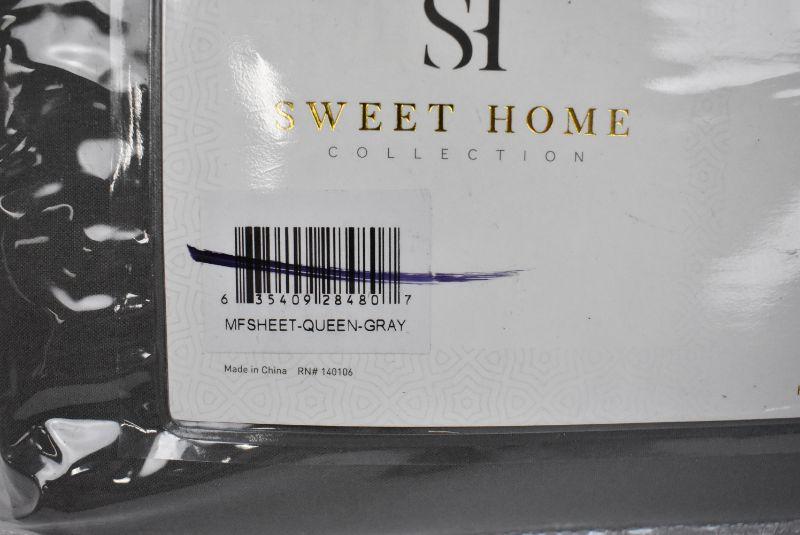 SH
SWEET HOME
COLLECTION
6 35409 28480 7
MFSHEET-QUEEN-GRAY
Made in China RN# 140106